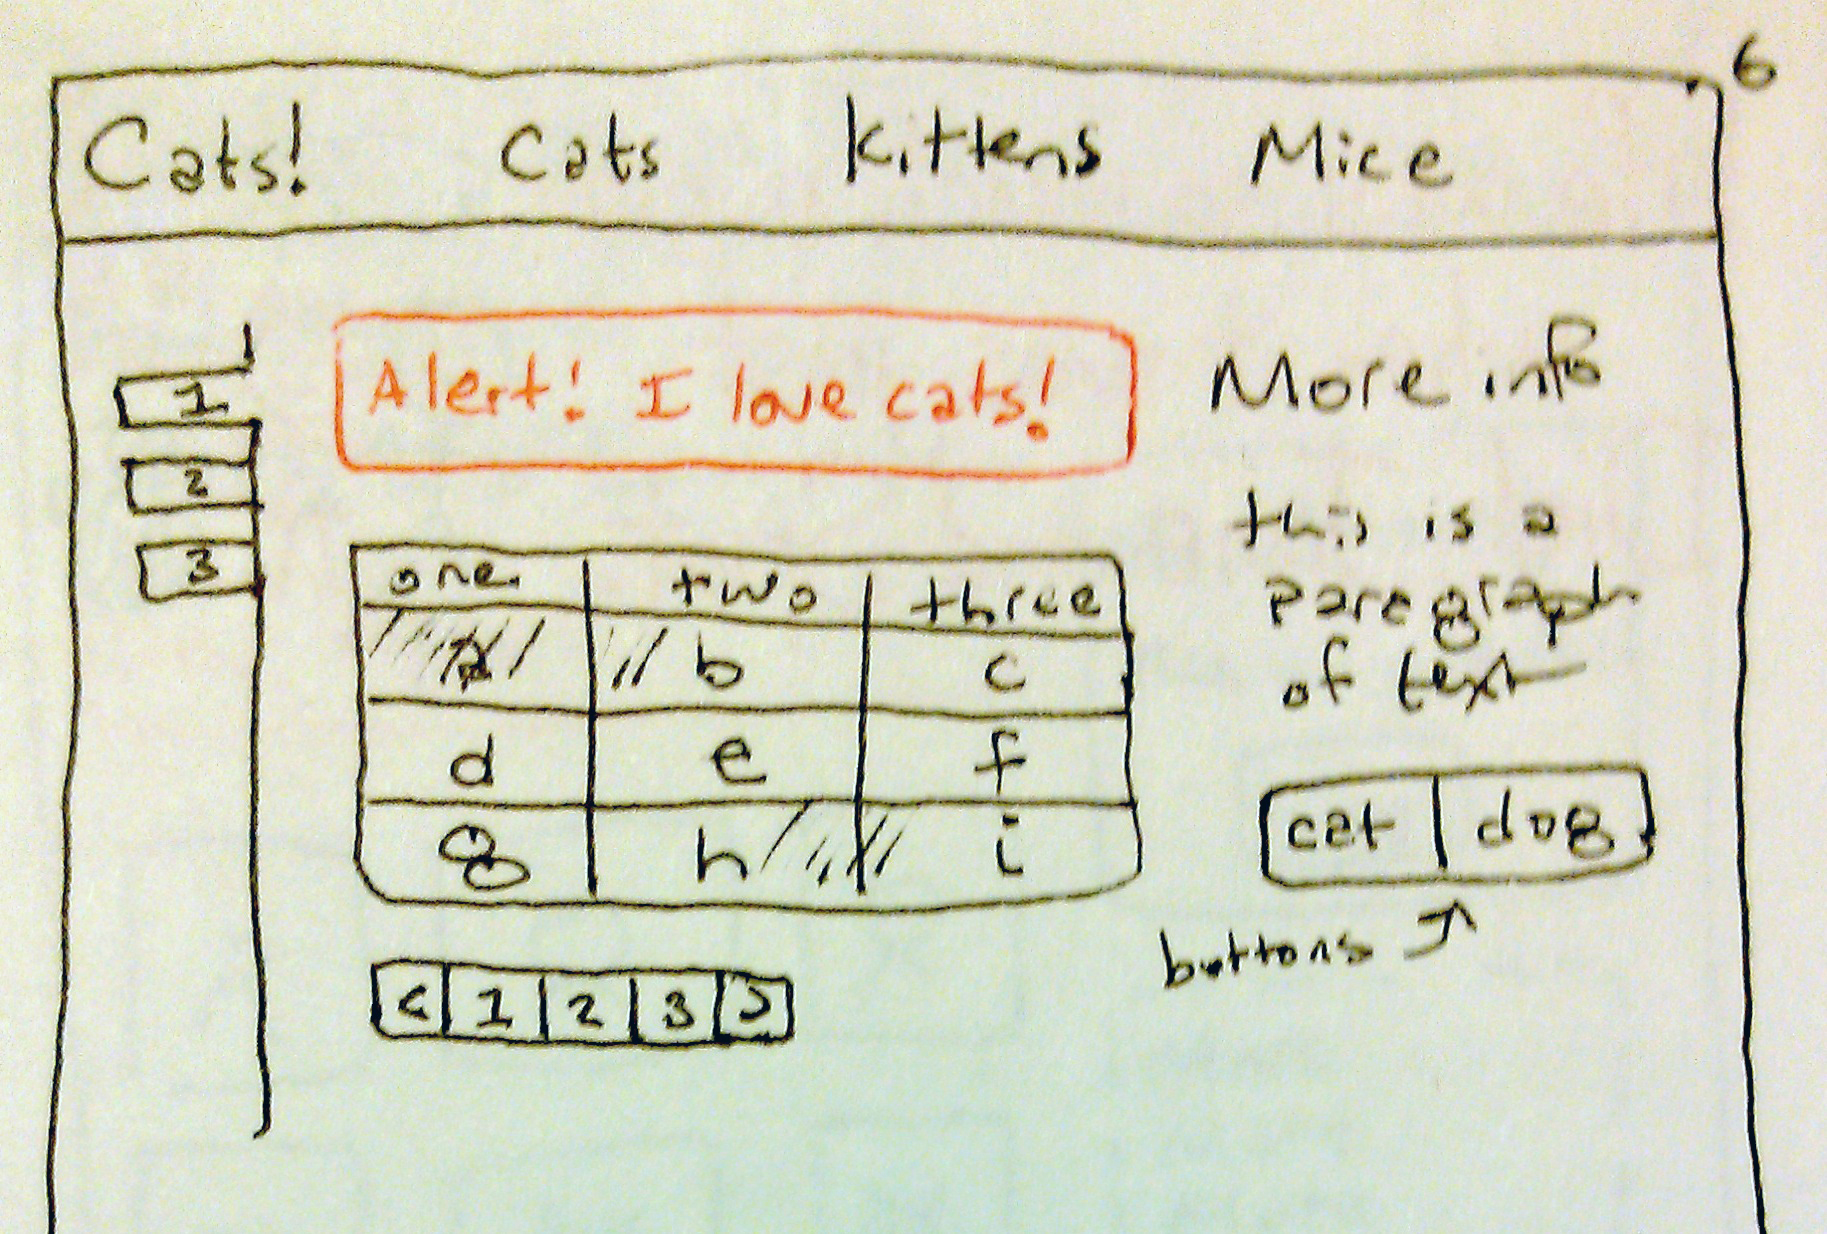 6
Cats! Cats Kittens Mice
1
2
3
Alert! I love cats!
one two three
a b c
d e f
g h i
< 1 2 3 >
More info
this is a
paragraph
of text
cat dog
buttons